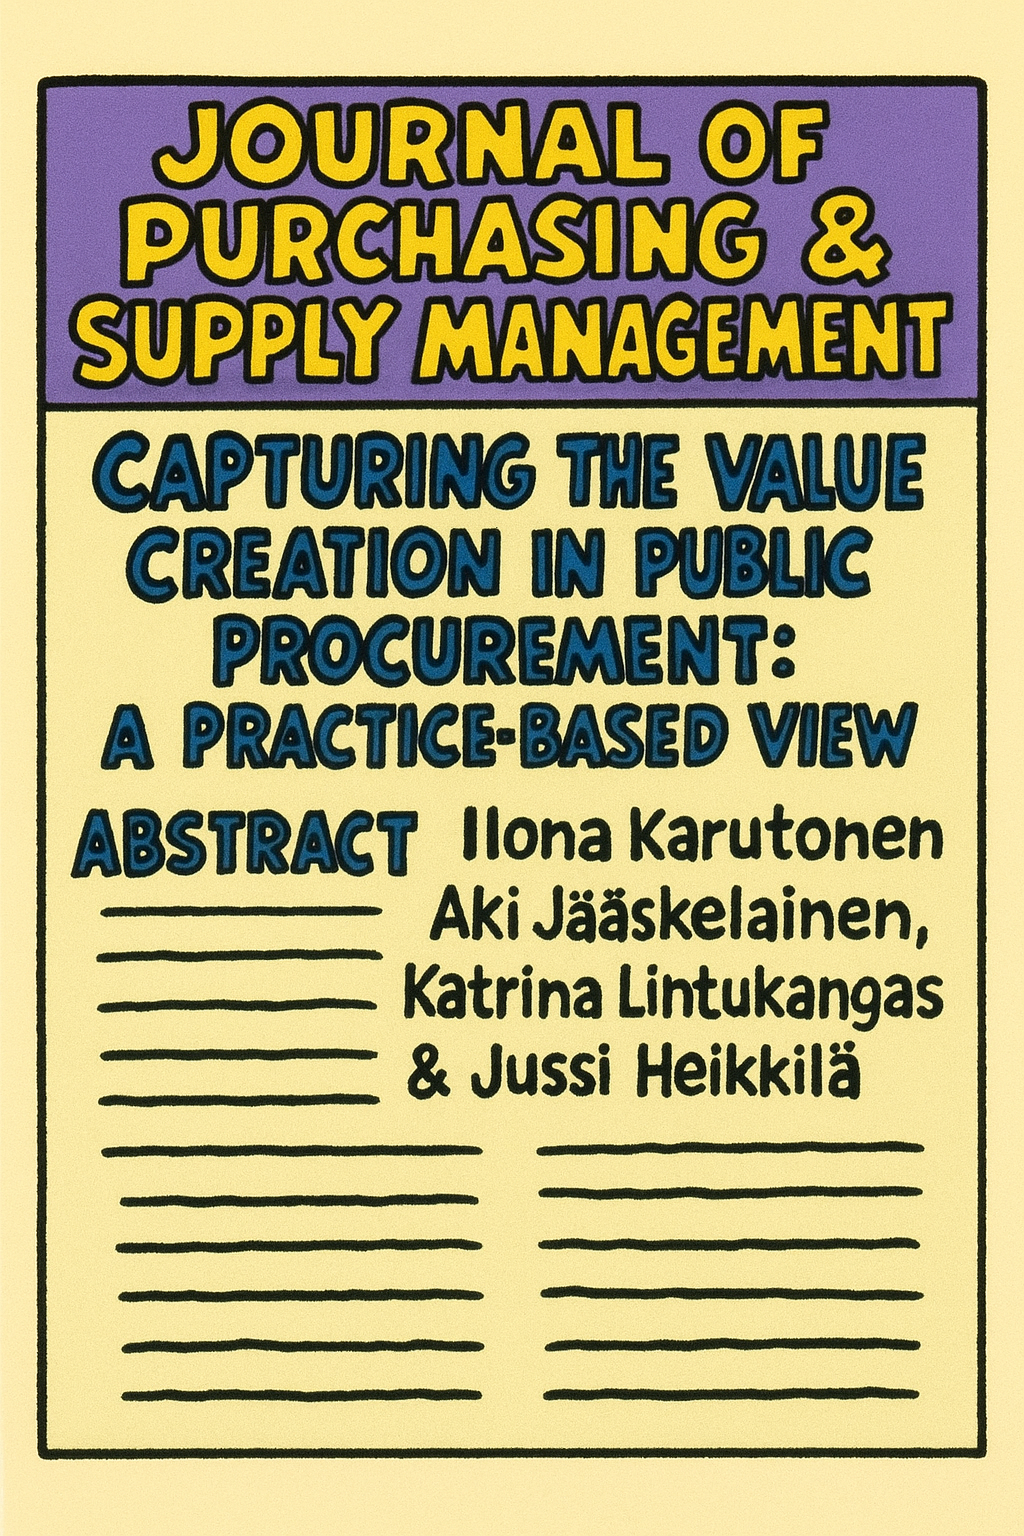 JOURNAL OF
PURCHASING &
SUPPLY MANAGEMENT
CAPTURING THE VALUE
CREATION IN PUBLIC
PROCUREMENT:
A PRACTICE-BASED VIEW
ABSTRACT
Ilona Karutonen
Aki Jääskelainen,
Katrina Lintukangas
& Jussi Heikkilä